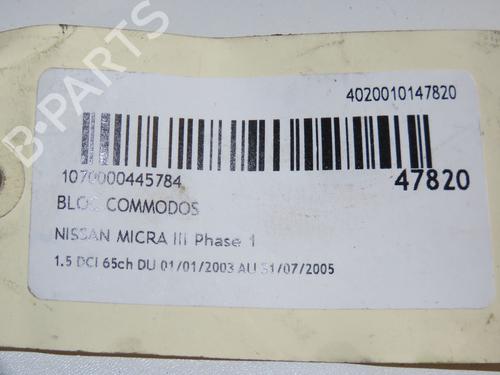 B-PARTS
4020010147820
1070000445784
47820
BLOC COMMODOS
NISSAN MICRA III Phase 1
1.5 DCI 65ch DU 01/01/2003 AU 31/07/2005